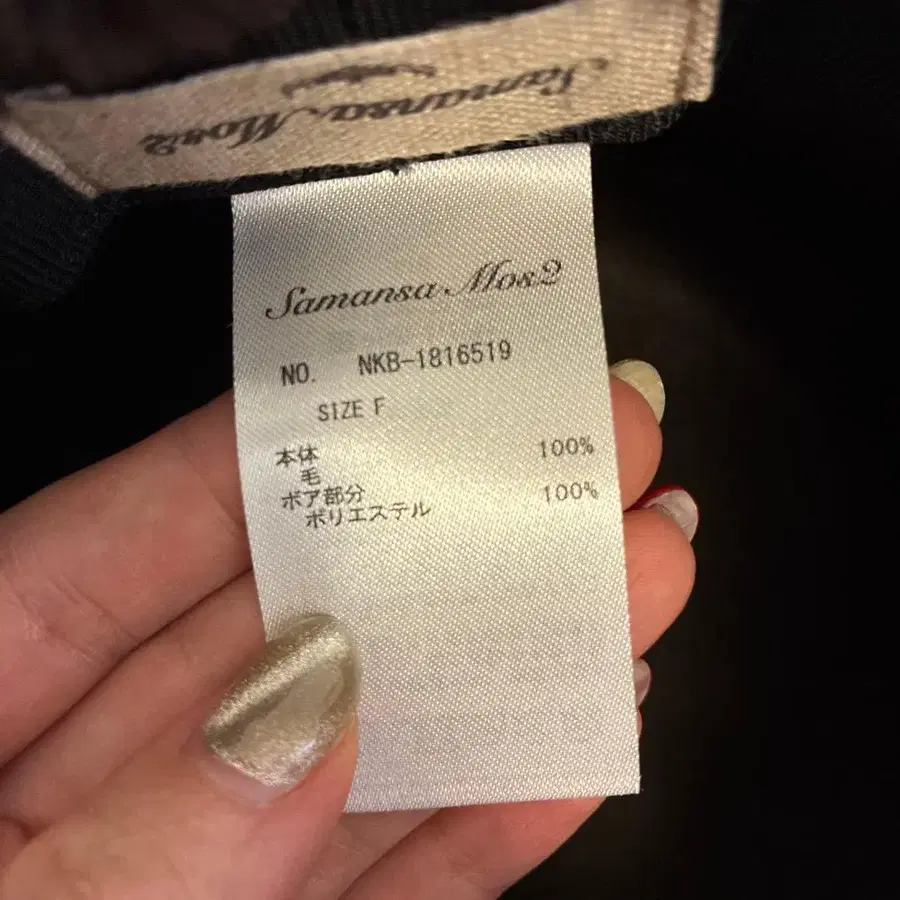 Samansa Mos2
Samansa Mos2
NO. NKB-1816519
SIZE F
本体 100%
毛
ボア部分 100%
ポリエステル